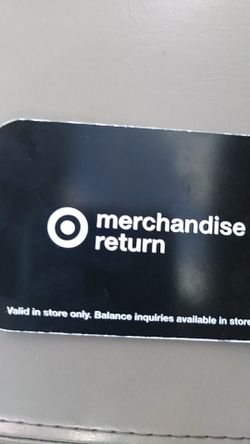 merchandise
return
Valid in store only. Balance inquiries available in store